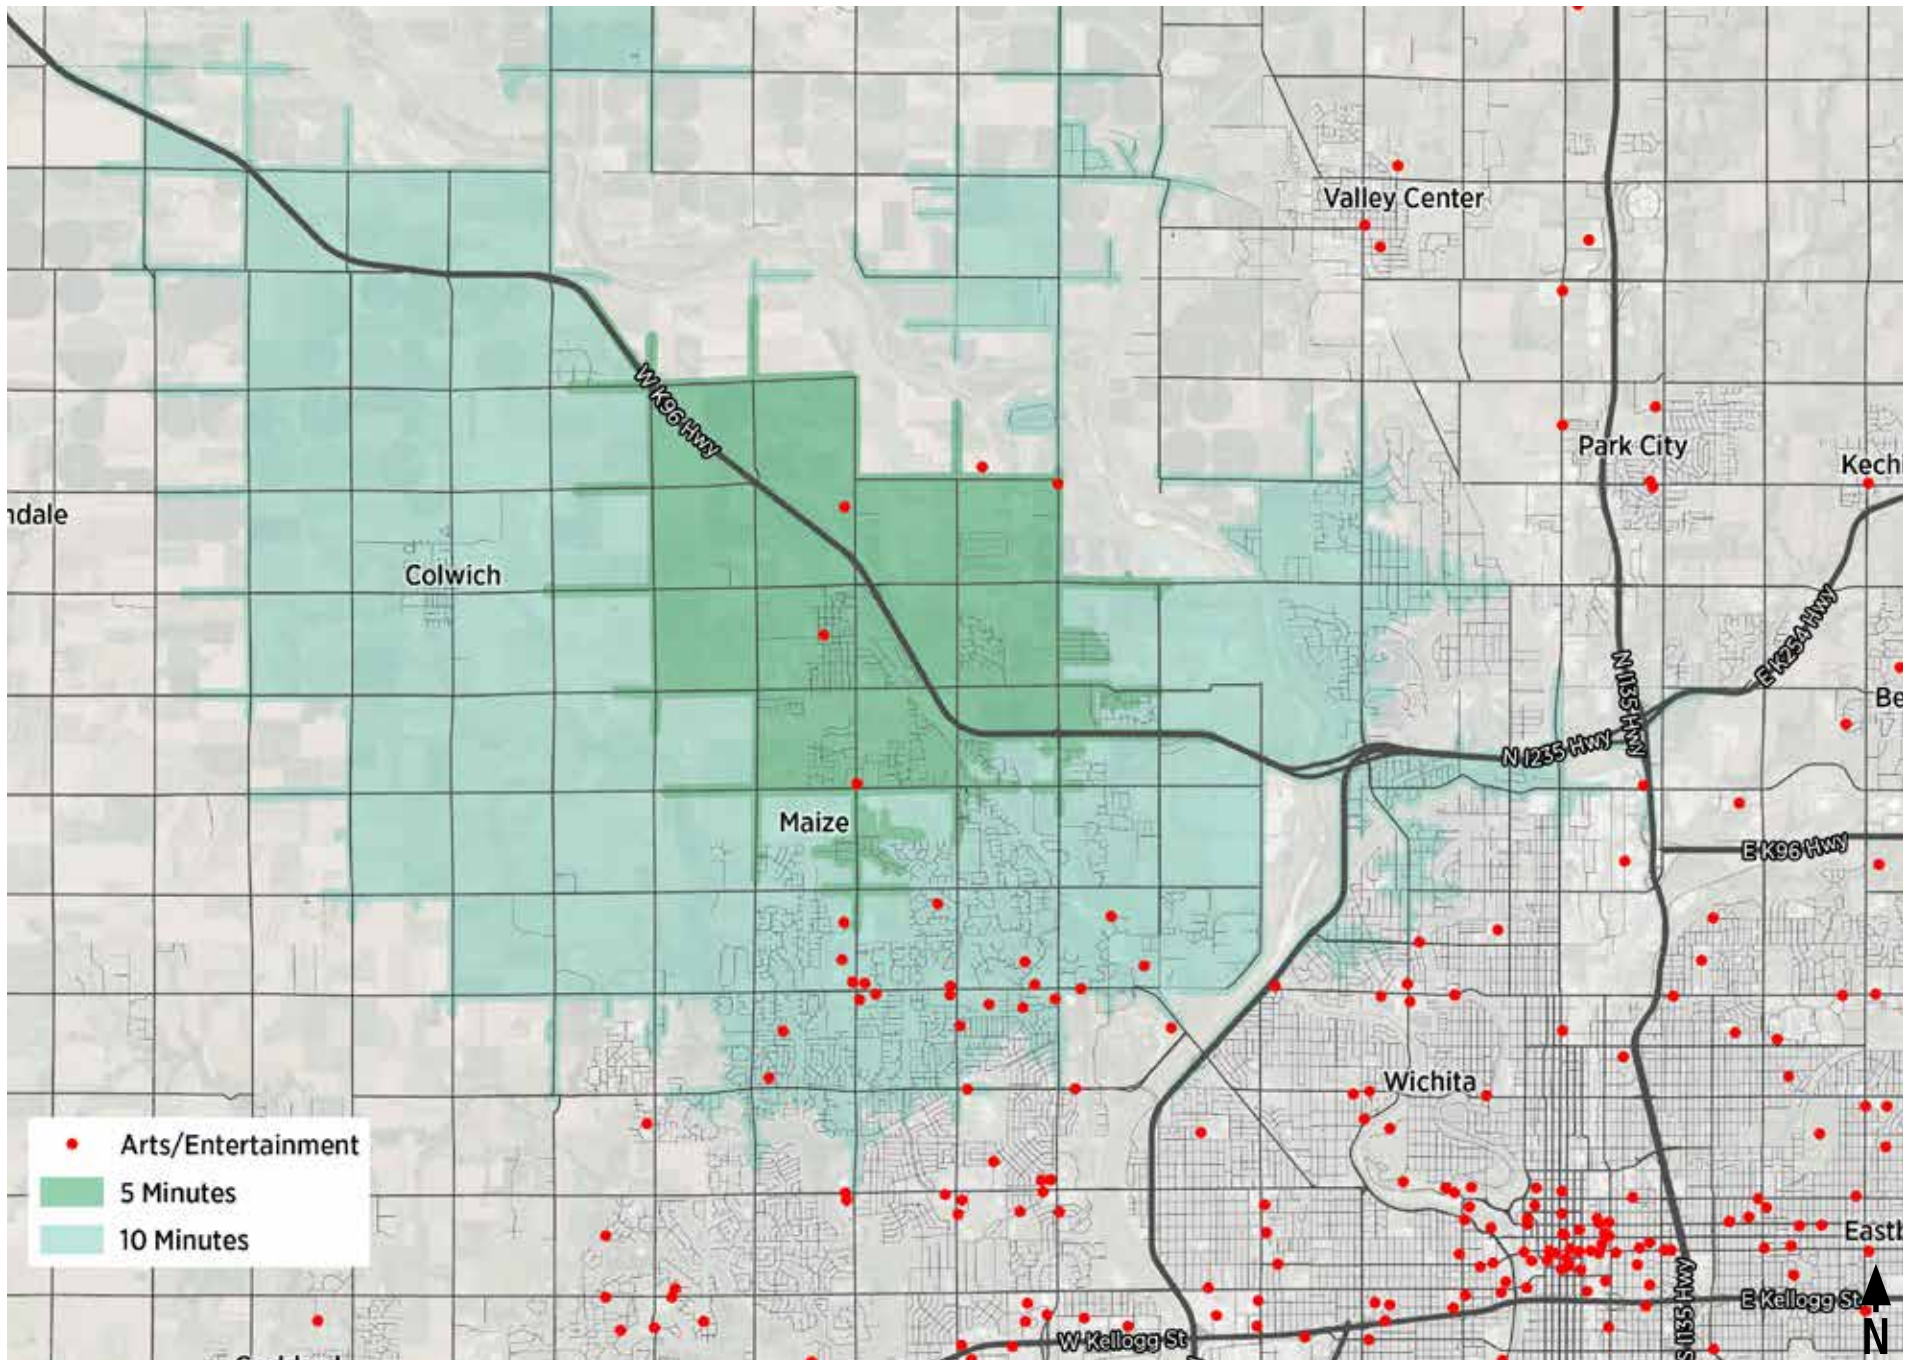 Valley Center
W K96 Hwy
Park City
Kech
ndale
Colwich
E K254 Hwy
N I135 Hwy
Be
N I235 Hwy
Maize
E K96 Hwy
Wichita
Arts/Entertainment
5 Minutes
10 Minutes
Eastb
S I135 Hwy
E Kellogg St
W Kellogg St
N